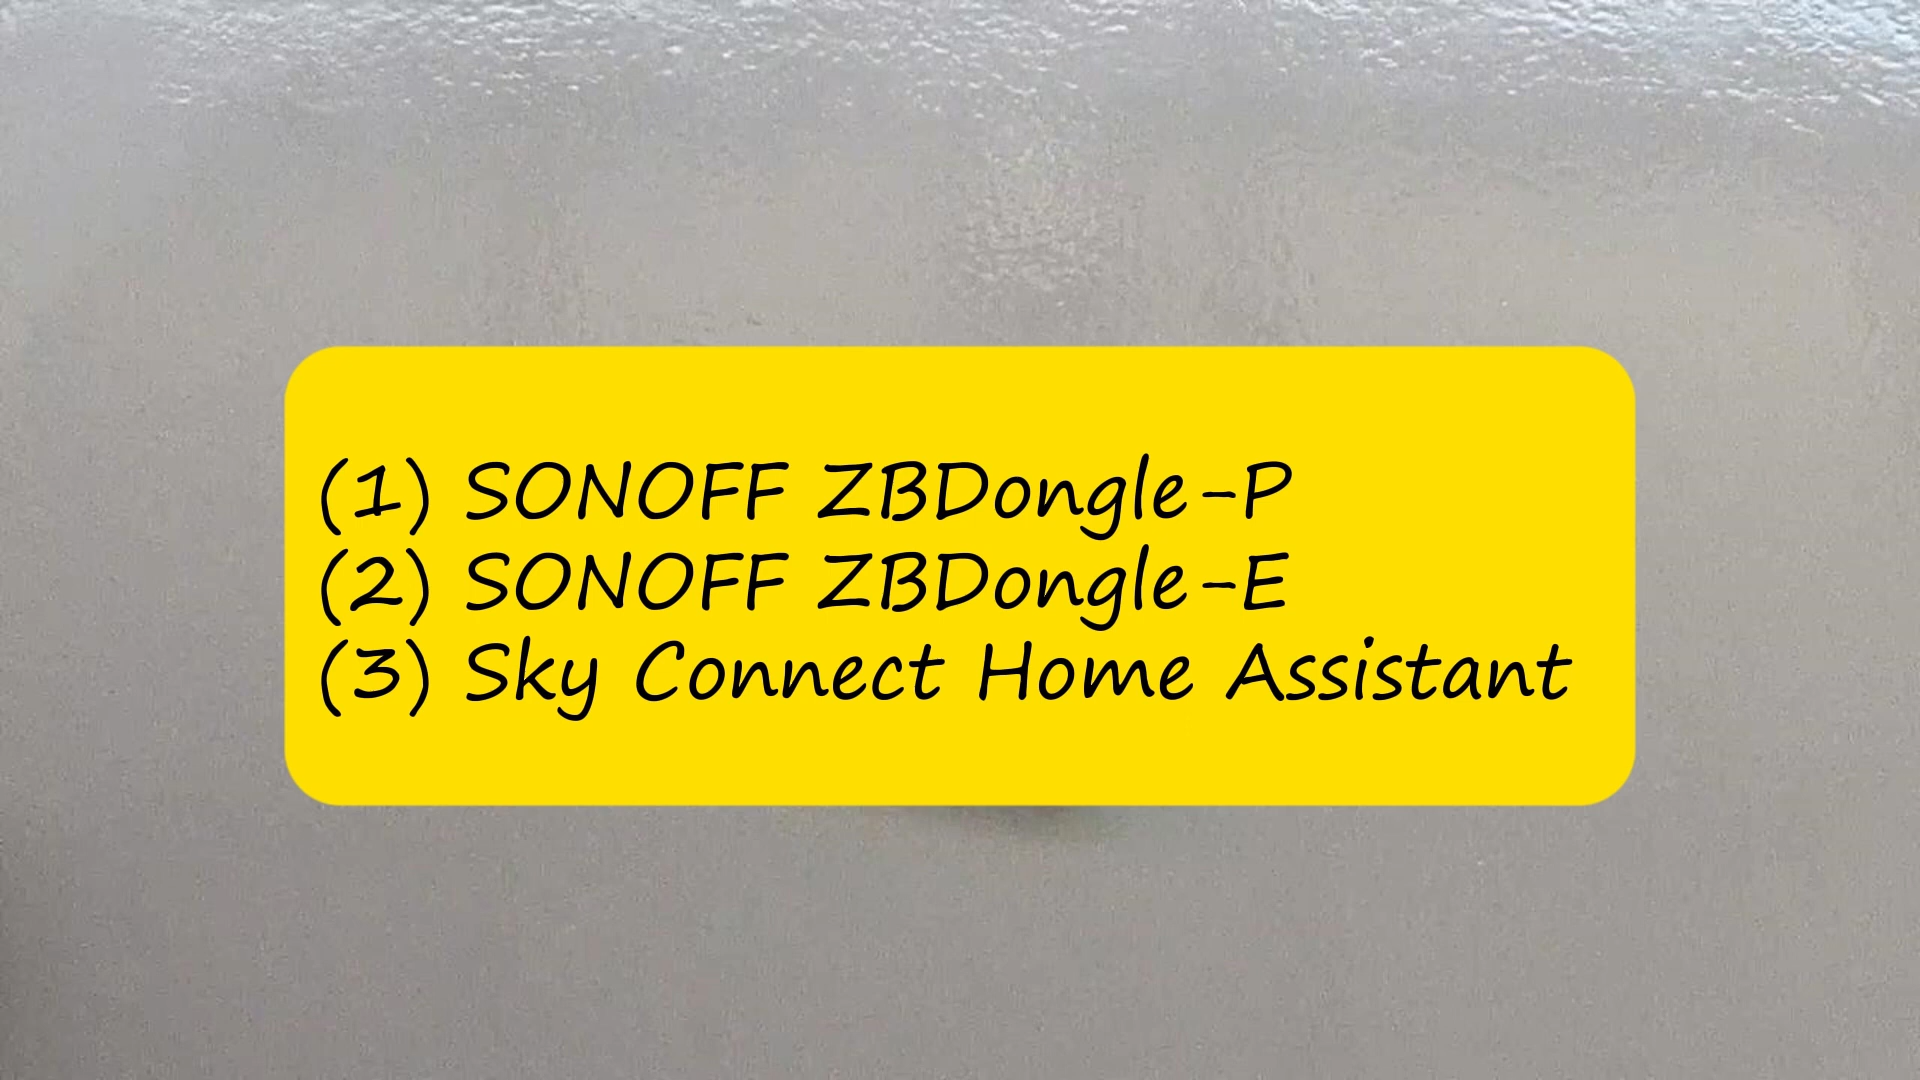 (1) SONOFF ZBDongle-P
(2) SONOFF ZBDongle-E
(3) Sky Connect Home Assistant